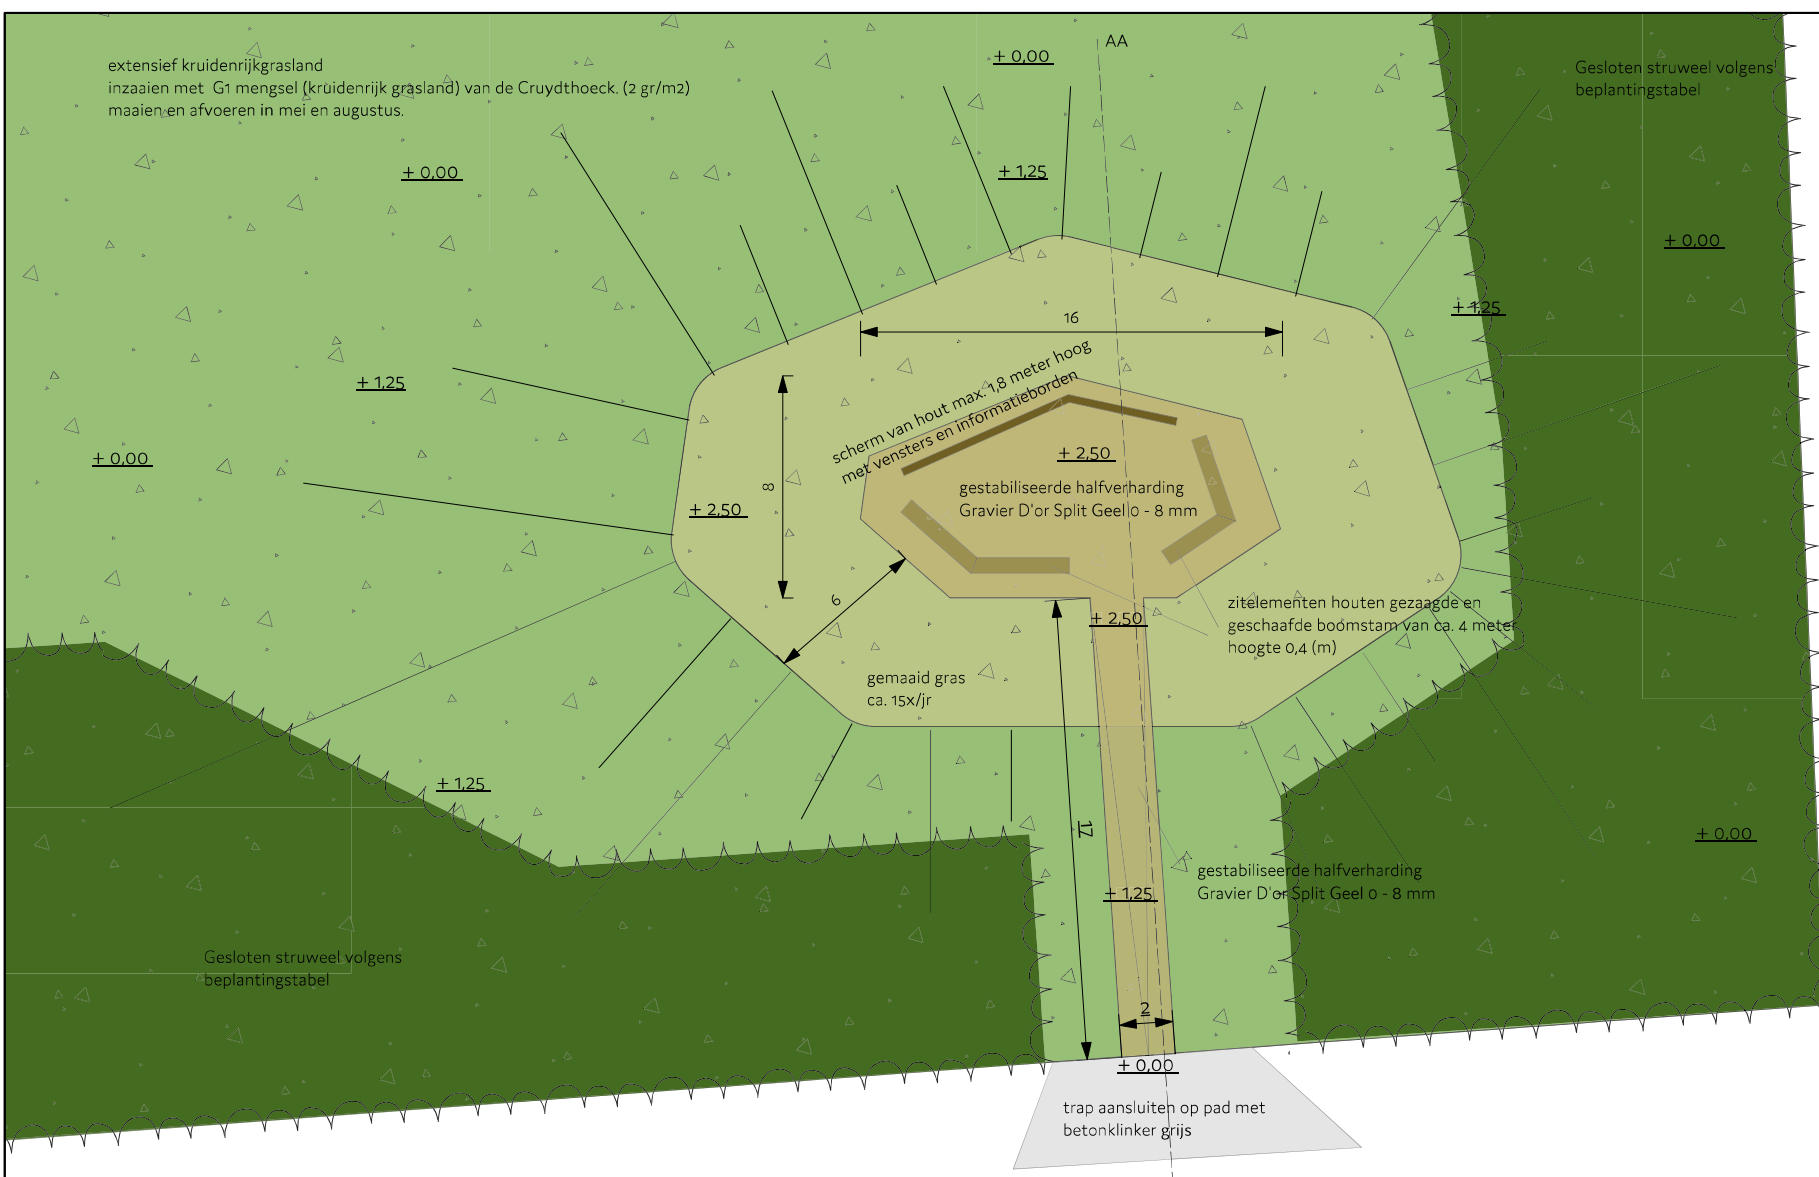 extensief kruidenrijkgrasland
inzaaien met G1 mengsel (kruidenrijk grasland) van de Cruydthoeck. (2 gr/m2)
maaien en afvoeren in mei en augustus.
+ 0,00
AA
Gesloten struweel volgens
beplantingstabel
+ 0,00
+ 1,25
+ 0,00
+ 1,25
16
+ 1,25
scherm van hout max. 1,8 meter hoog
met vensters en informatieborden
+ 0,00
8
+ 2,50
+ 2,50
gestabiliseerde halfverharding
Gravier D'or Split Geel 0 - 8 mm
6
+ 2,50
zitelementen houten gezaagde en
geschaafde boomstam van ca. 4 meter
hoogte 0,4 (m)
gemaaid gras
ca. 15x/jr
+ 1,25
17
+ 0,00
gestabiliseerde halfverharding
Gravier D'or Split Geel 0 - 8 mm
+ 1,25
Gesloten struweel volgens
beplantingstabel
2
+ 0,00
trap aansluiten op pad met
betonklinker grijs